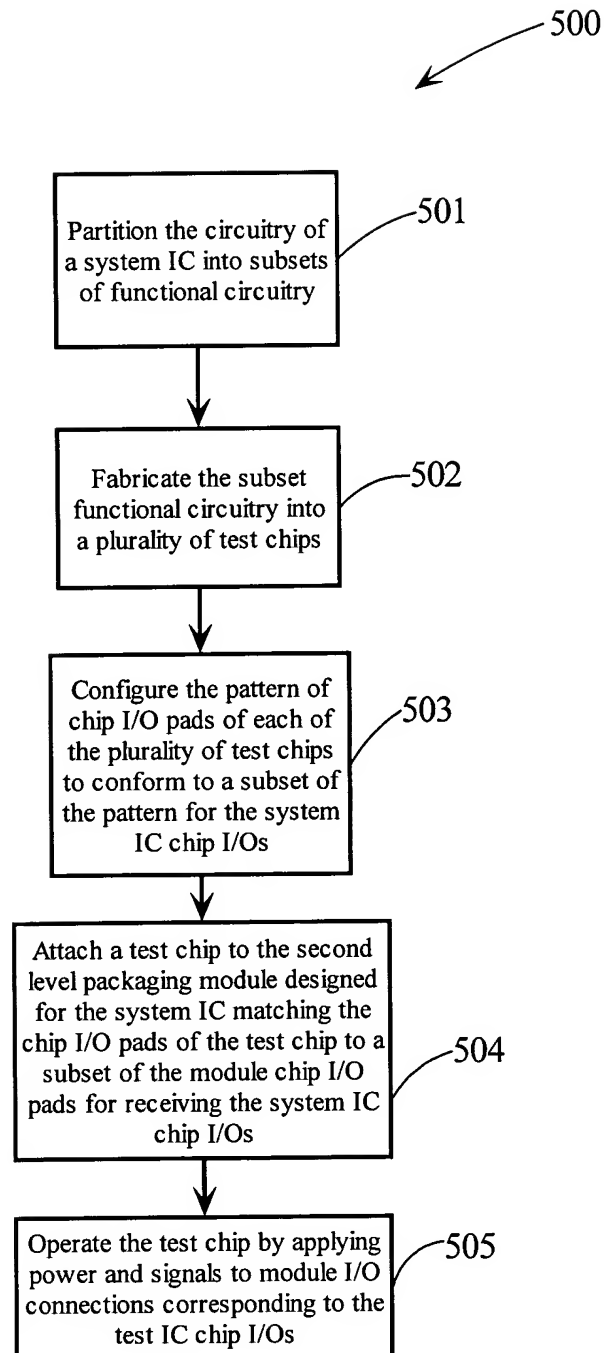 500
Partition the circuitry of
a system IC into subsets
of functional circuitry
501
Fabricate the subset
functional circuitry into
a plurality of test chips
502
Configure the pattern of
chip I/O pads of each of
the plurality of test chips
to conform to a subset of
the pattern for the system
IC chip I/Os
503
Attach a test chip to the second
level packaging module designed
for the system IC matching the
chip I/O pads of the test chip to a
subset of the module chip I/O
pads for receiving the system IC
chip I/Os
504
Operate the test chip by applying
power and signals to module I/O
connections corresponding to the
test IC chip I/Os
505